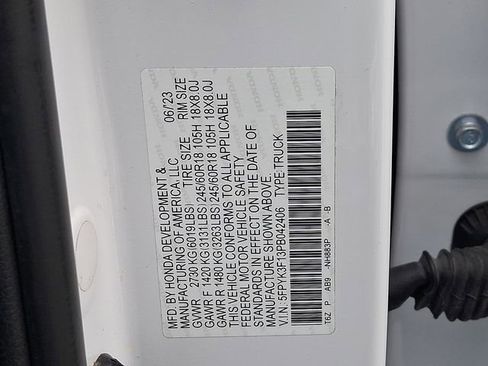 MFD. BY HONDA DEVELOPMENT & 06/23
MANUFACTURING OF AMERICA, LLC
GVWR 2730 KG(6019LBS) TIRE SIZE RIM SIZE
GAWR F 1420 KG(3131LBS)245/60R18 105H 18X8.0J
GAWR R 1480 KG(3263LBS)245/60R18 105H 18X8.0J
THIS VEHICLE CONFORMS TO ALL APPLICABLE
FEDERAL MOTOR VEHICLE SAFETY
STANDARDS IN EFFECT ON THE DATE OF
MANUFACTURE SHOWN ABOVE.
V.I.N. 5FPYK3F13PB042406 TYPE:TRUCK
T6Z P AB9 -NH883P -A -B